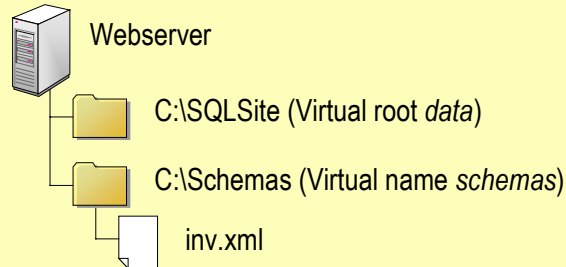 Webserver
C:\SQLSite (Virtual root data)
C:\Schemas (Virtual name schemas)
inv.xml